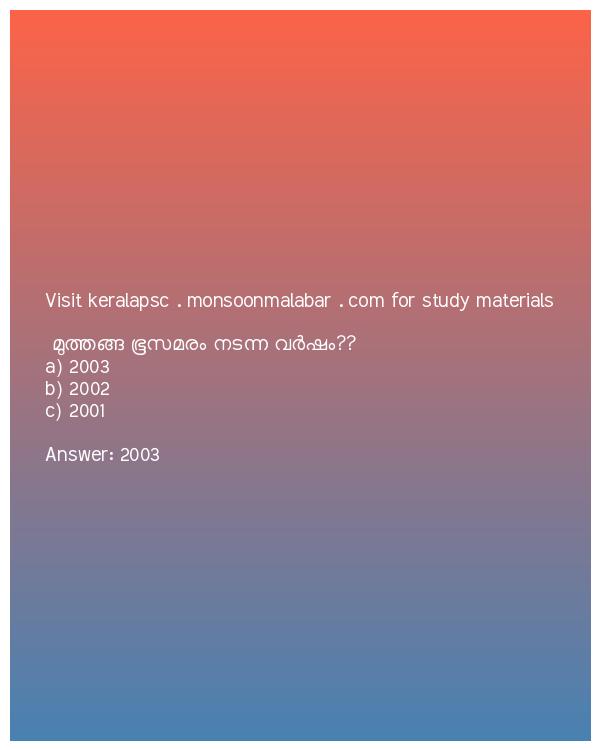 Visit keralapsc . monsoonmalabar . com for study materials
മുത്തങ്ങ ഭൂസമരം നടന്ന വർഷം??
a) 2003
b) 2002
c) 2001
Answer: 2003